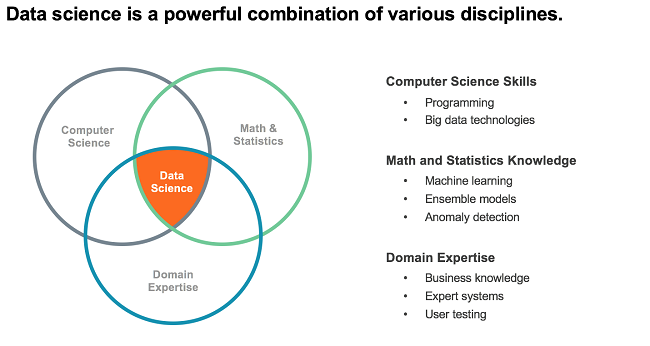 Data science is a powerful combination of various disciplines.
Computer
Science
Math &
Statistics
Data
Science
Domain
Expertise
Computer Science Skills
• Programming
• Big data technologies
Math and Statistics Knowledge
• Machine learning
• Ensemble models
• Anomaly detection
Domain Expertise
• Business knowledge
• Expert systems
• User testing